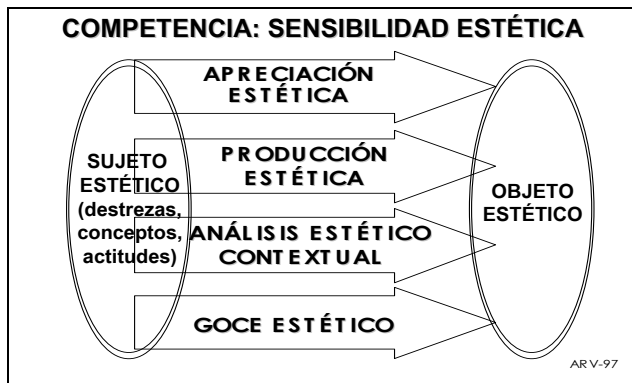 COMPETENCIA: SENSIBILIDAD ESTÉTICA
APRECIACIÓN
ESTÉTICA
PRODUCCIÓN
ESTÉTICA
SUJETO
ESTÉTICO
(destrezas,
conceptos,
actitudes)
OBJETO
ESTÉTICO
ANÁLISIS ESTÉTICO
CONTEXTUAL
GOCE ESTÉTICO
ARV-97